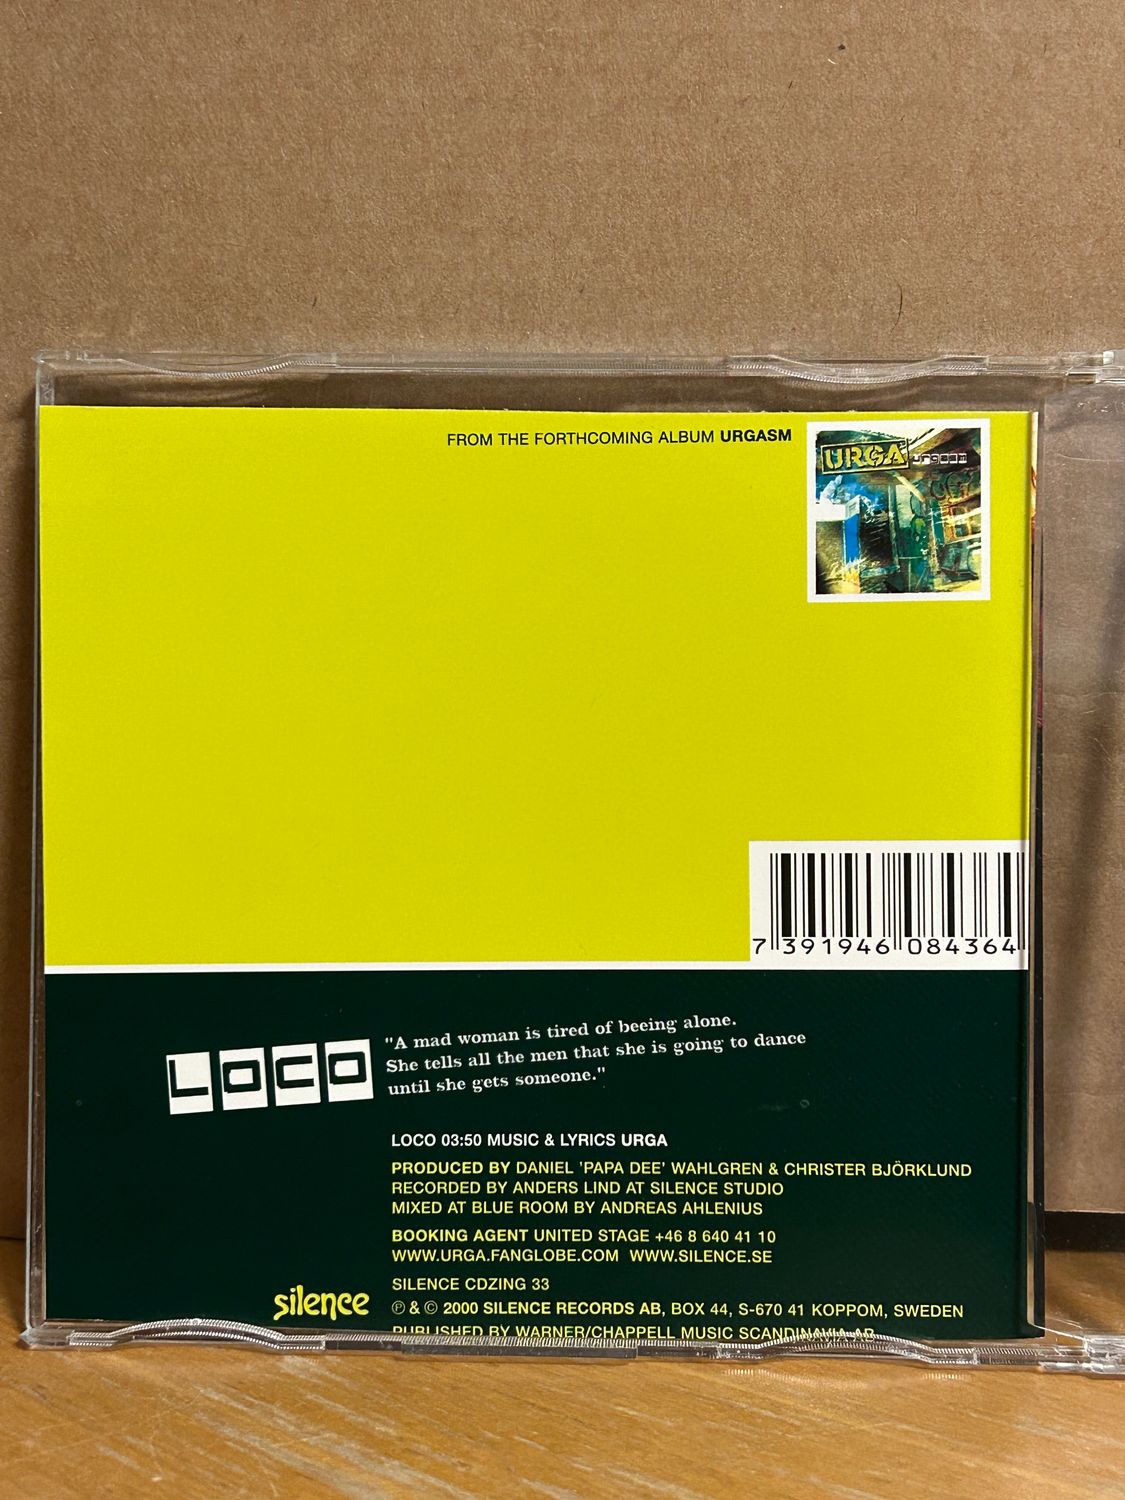 FROM THE FORTHCOMING ALBUM URGASM
URGA urgasm
7 391946 084364
LOCO
"A mad woman is tired of beeing alone.
She tells all the men that she is going to dance
until she gets someone."
LOCO 03:50 MUSIC & LYRICS URGA
PRODUCED BY DANIEL 'PAPA DEE' WAHLGREN & CHRISTER BJÖRKLUND
RECORDED BY ANDERS LIND AT SILENCE STUDIO
MIXED AT BLUE ROOM BY ANDREAS AHLENIUS
BOOKING AGENT UNITED STAGE +46 8 640 41 10
WWW.URGA.FANGLOBE.COM WWW.SILENCE.SE
SILENCE CDZING 33
silence
℗ & © 2000 SILENCE RECORDS AB, BOX 44, S-670 41 KOPPOM, SWEDEN
PUBLISHED BY WARNER/CHAPPELL MUSIC SCANDINAVIA AB